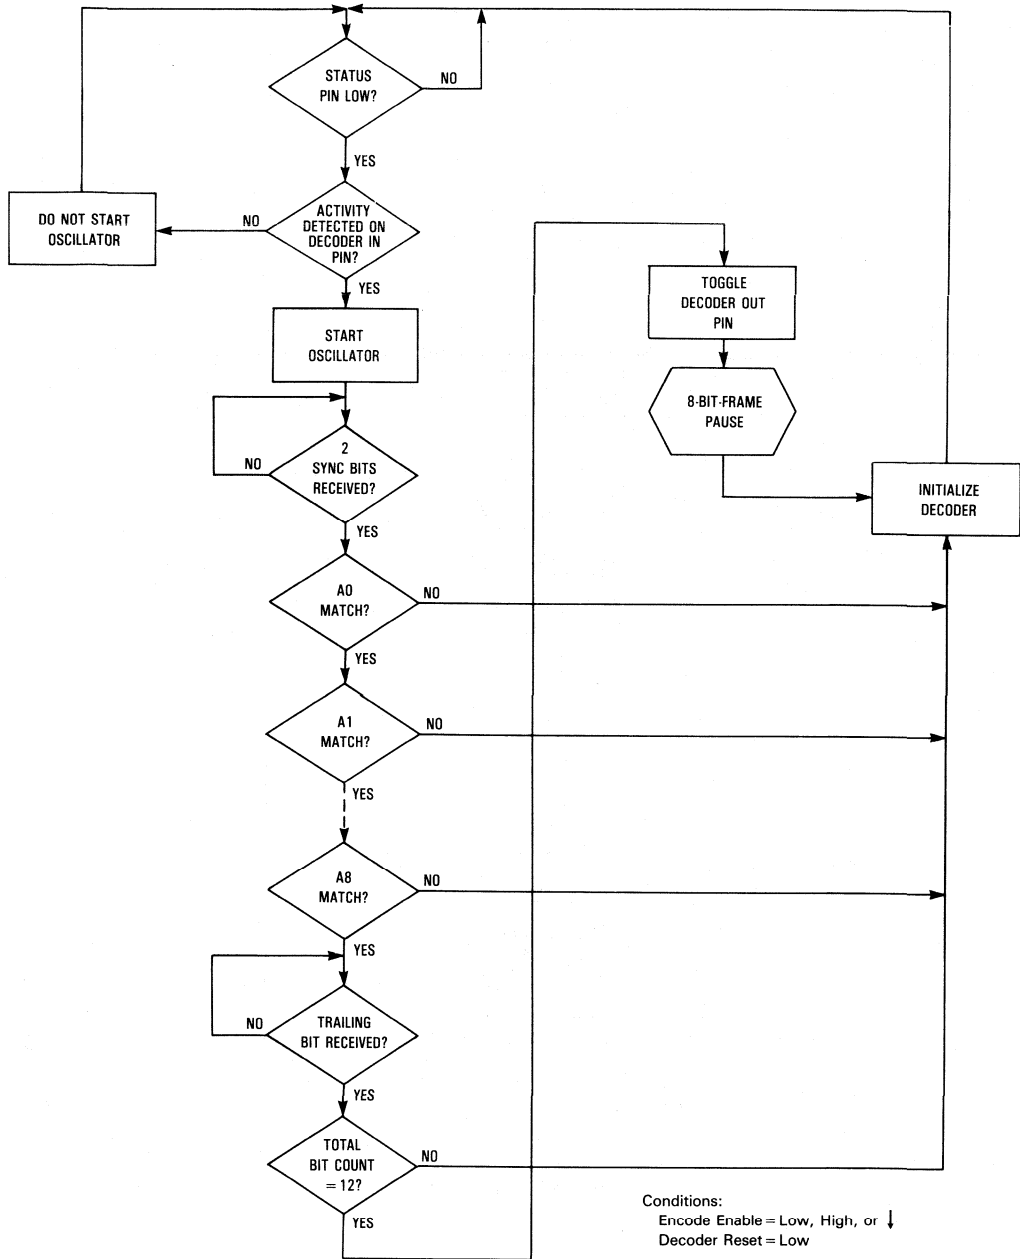 STATUS
PIN LOW?
NO
YES
ACTIVITY
DETECTED ON
DECODER IN
PIN?
NO
DO NOT START
OSCILLATOR
YES
START
OSCILLATOR
2
SYNC BITS
RECEIVED?
NO
YES
A0
MATCH?
NO
YES
A1
MATCH?
NO
YES
A8
MATCH?
NO
YES
TRAILING
BIT RECEIVED?
NO
YES
TOTAL
BIT COUNT
= 12?
NO
YES
TOGGLE
DECODER OUT
PIN
8-BIT-FRAME
PAUSE
INITIALIZE
DECODER
Conditions:
Encode Enable = Low, High, or ↓
Decoder Reset = Low